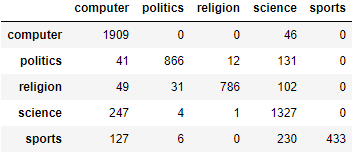 computer politics religion science sports
computer 1909 0 0 46 0
politics 41 866 12 131 0
religion 49 31 786 102 0
science 247 4 1 1327 0
sports 127 6 0 230 433